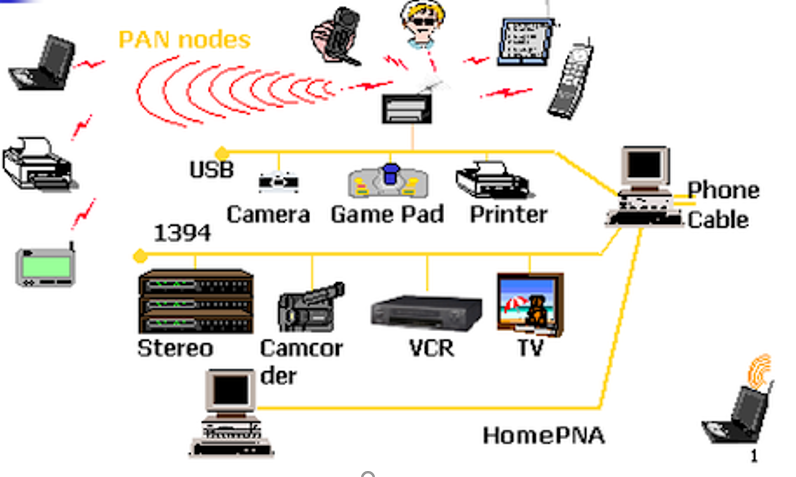 PAN nodes
USB
Camera
Game Pad
Printer
Phone
Cable
1394
Stereo
Camcor
der
VCR
TV
HomePNA
1